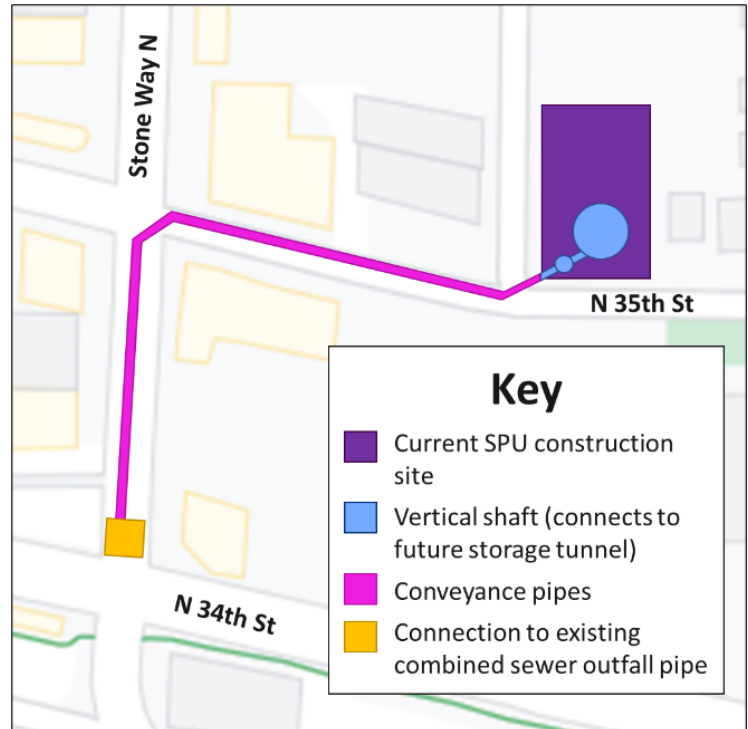 Stone Way N
N 35th St
Key
Current SPU construction
site
Vertical shaft (connects to
future storage tunnel)
Conveyance pipes
Connection to existing
combined sewer outfall pipe
N 34th St